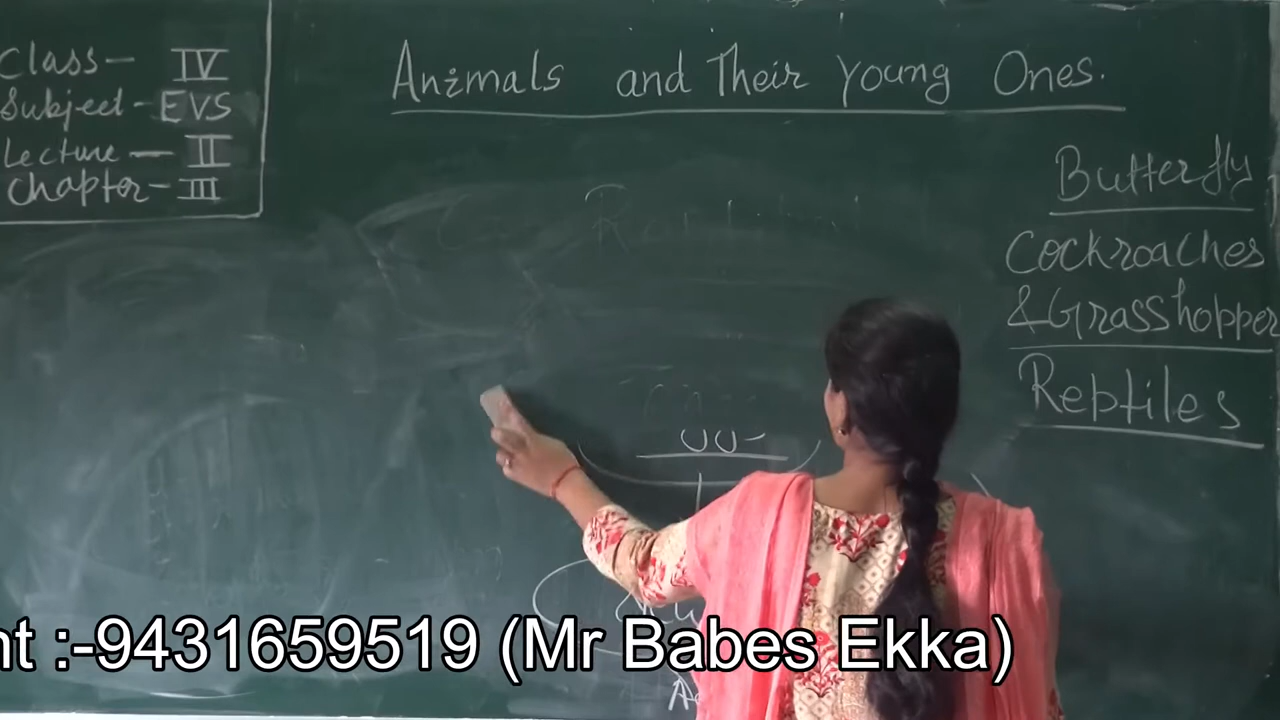 Class - IV
Subject - EVS
Lecture - II
Chapter - III
Animals and Their Young Ones.
Butterfly
Cockroaches
& Grasshopper
Reptiles
nt :-9431659519 (Mr Babes Ekka)